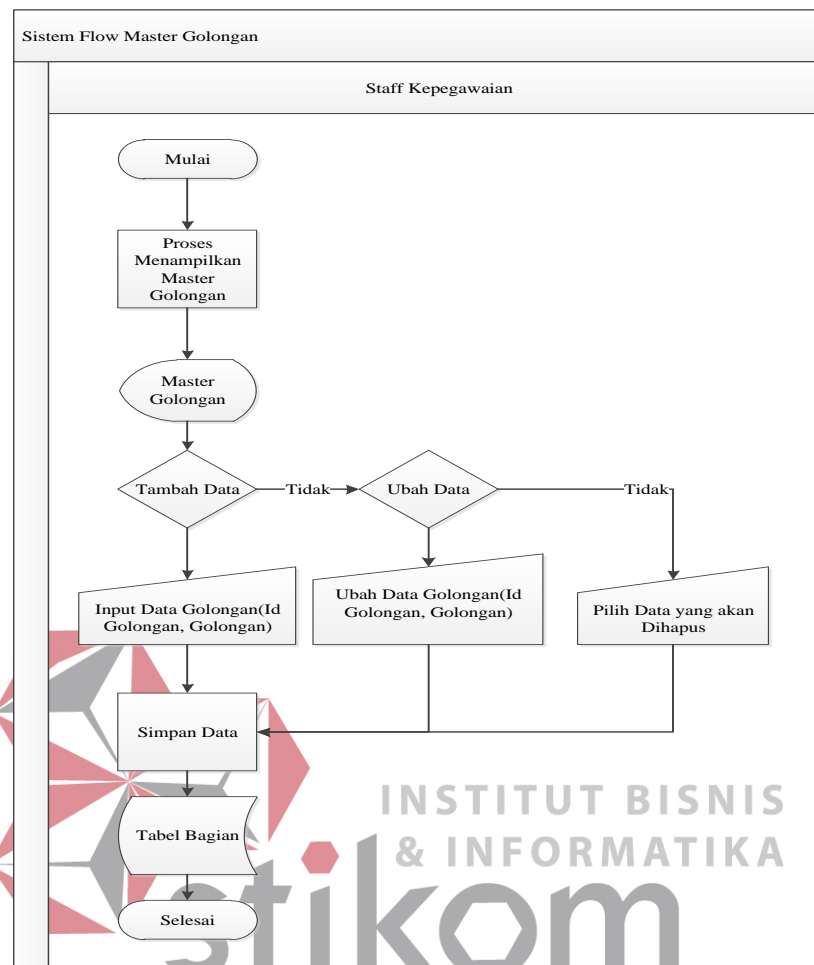 Sistem Flow Master Golongan
Staff Kepegawaian
Mulai
Proses
Menampilkan
Master
Golongan
Master
Golongan
Tambah Data
Tidak
Ubah Data
Tidak
Input Data Golongan(Id
Golongan, Golongan)
Ubah Data Golongan(Id
Golongan, Golongan)
Pilih Data yang akan
Dihapus
Simpan Data
Tabel Bagian
Selesai
INSTITUT BISNIS
& INFORMATIKA
stikom